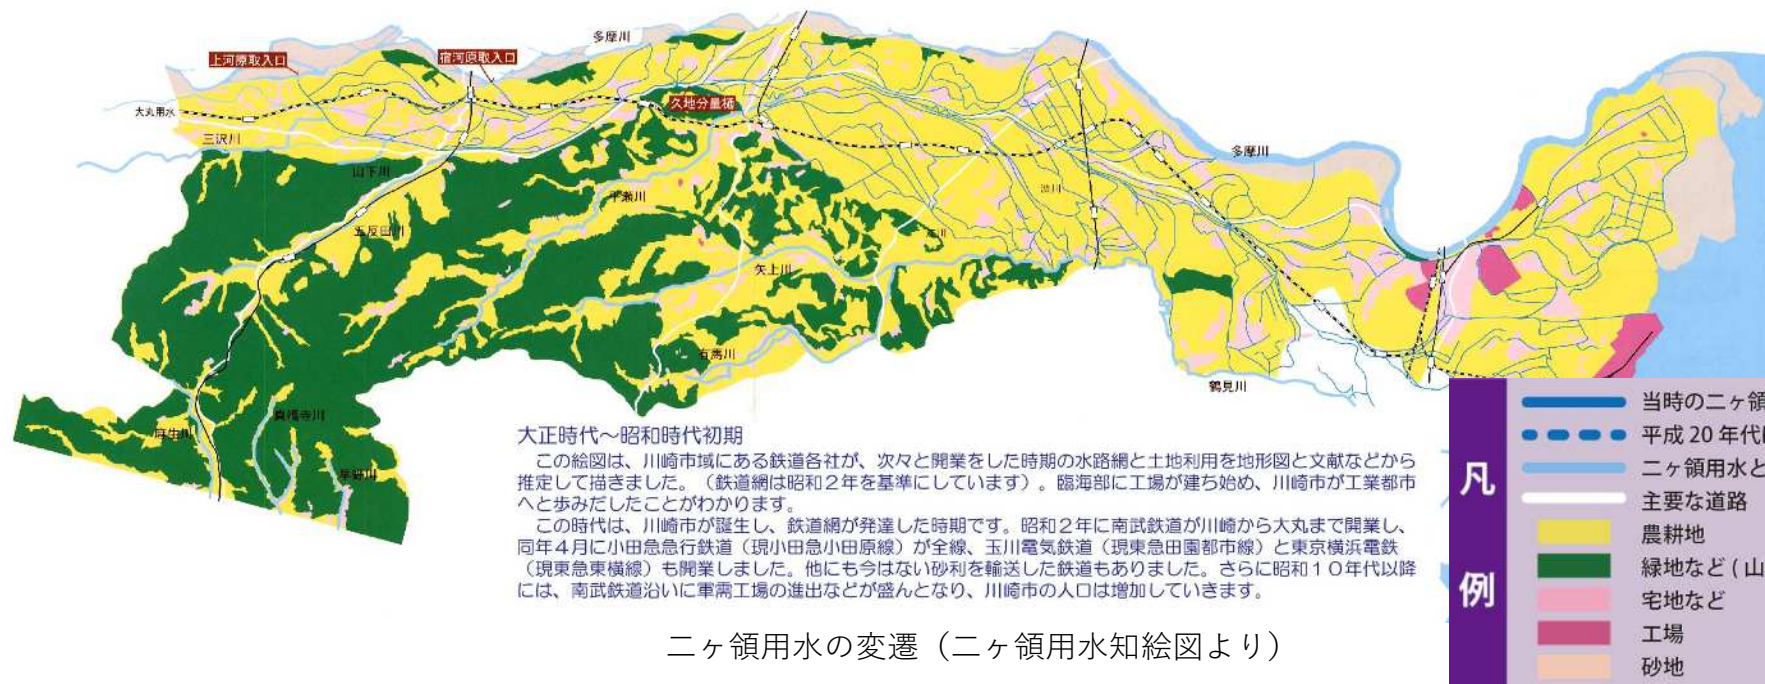 多摩川
上河原取入口
宿河原取入口
大丸用水
久地分量樋
三沢川
多摩川
山下川
平瀬川
渋川
五反田川
矢上川
有馬川
鶴見川
真福寺川
麻生川
早野川
大正時代～昭和時代初期
この絵図は、川崎市域にある鉄道各社が、次々と開業をした時期の水路網と土地利用を地形図と文献などから
推定して描きました。（鉄道網は昭和２年を基準にしています）。臨海部に工場が建ち始め、川崎市が工業都市
へと歩みだしたことがわかります。
この時代は、川崎市が誕生し、鉄道網が発達した時期です。昭和２年に南武鉄道が川崎から大丸まで開業し、
同年４月に小田急急行鉄道（現小田急小田原線）が全線、玉川電気鉄道（現東急田園都市線）と東京横浜電鉄
（現東急東横線）も開業しました。他にも今はない砂利を輸送した鉄道もありました。さらに昭和１０年代以降
には、南武鉄道沿いに軍需工場の進出などが盛んとなり、川崎市の人口は増加していきます。
二ヶ領用水の変遷（二ヶ領用水知絵図より）
凡例
当時の二ヶ領
平成 20 年代
二ヶ領用水と
主要な道路
農耕地
緑地など ( 山
宅地など
工場
砂地